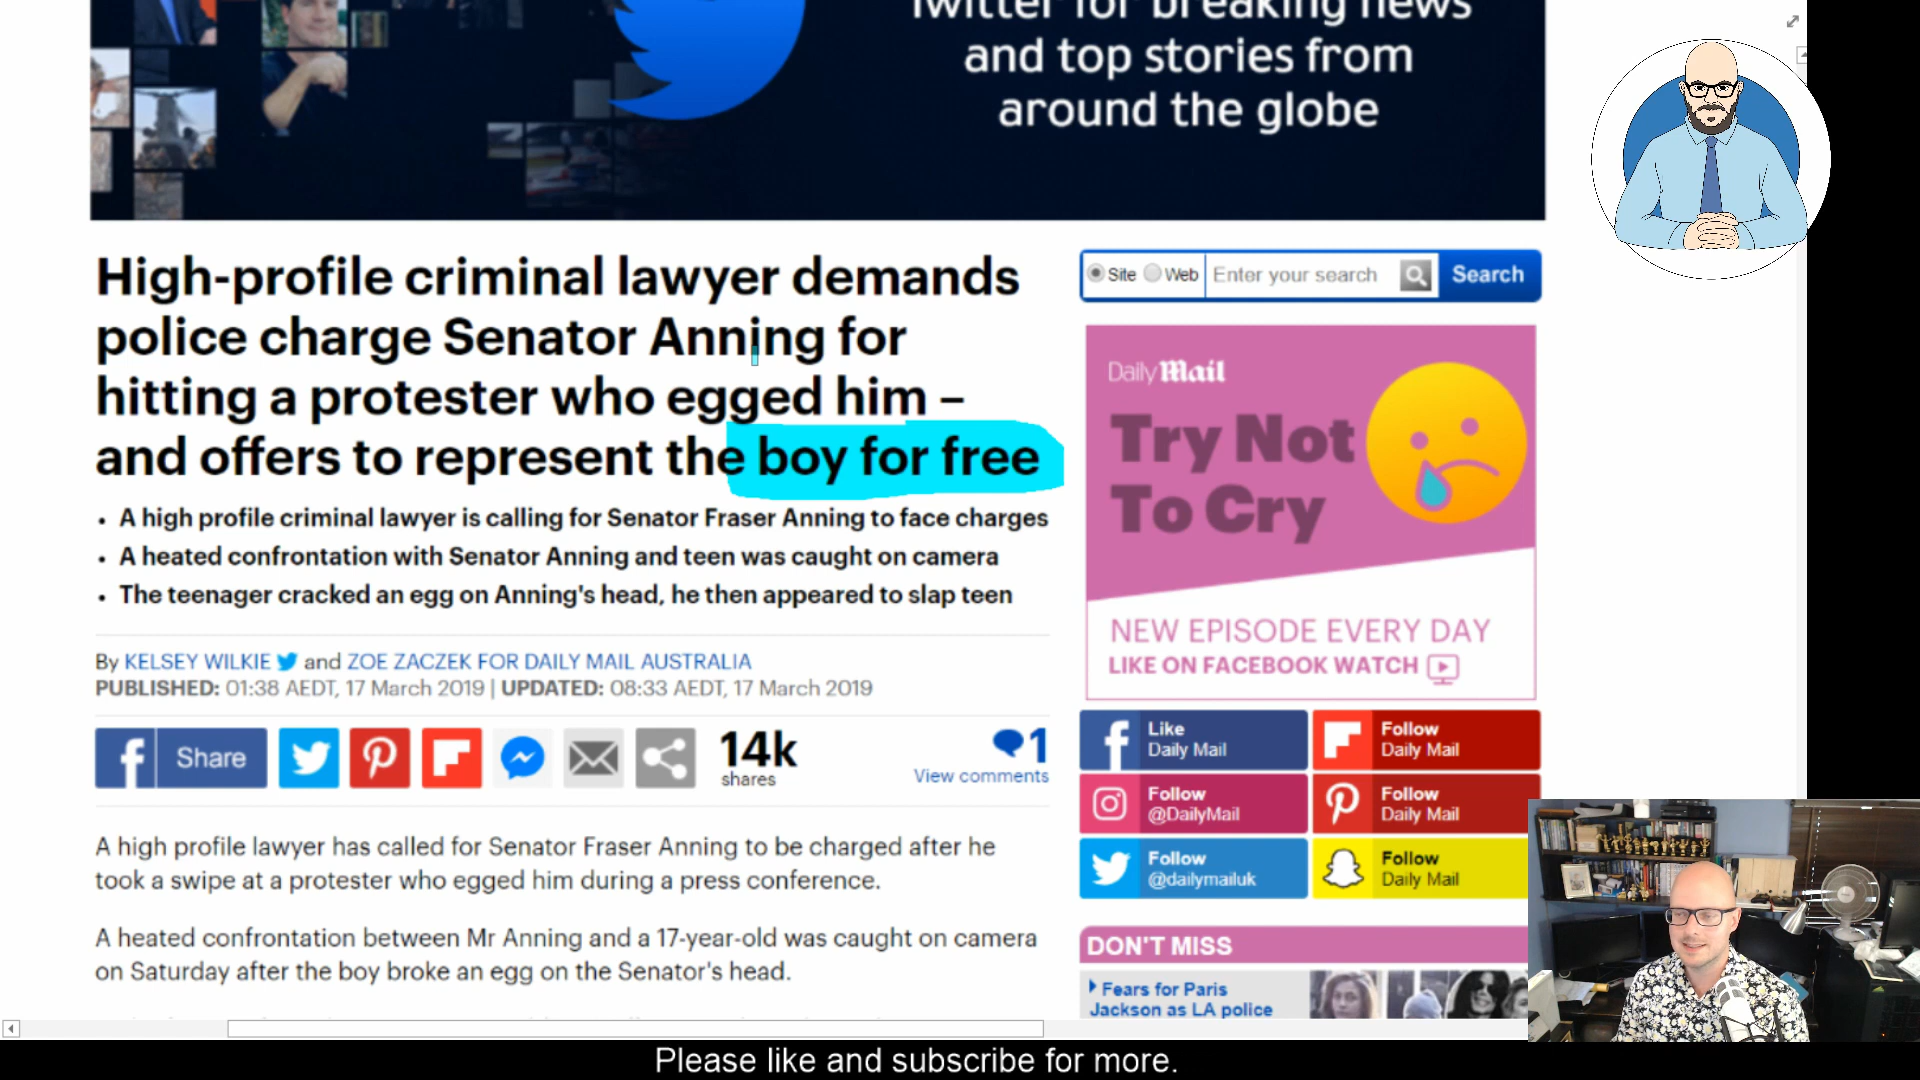 Twitter for breaking news
and top stories from
around the globe
High-profile criminal lawyer demands
police charge Senator Anning for
hitting a protester who egged him –
and offers to represent the boy for free
• A high profile criminal lawyer is calling for Senator Fraser Anning to face charges
• A heated confrontation with Senator Anning and teen was caught on camera
• The teenager cracked an egg on Anning's head, he then appeared to slap teen
By KELSEY WILKIE and ZOE ZACZEK FOR DAILY MAIL AUSTRALIA
PUBLISHED: 01:38 AEDT, 17 March 2019 | UPDATED: 08:33 AEDT, 17 March 2019
Share
14k
shares
1
View comments
A high profile lawyer has called for Senator Fraser Anning to be charged after he
took a swipe at a protester who egged him during a press conference.
A heated confrontation between Mr Anning and a 17-year-old was caught on camera
on Saturday after the boy broke an egg on the Senator's head.
Site Web Enter your search Search
Daily Mail
Try Not
To Cry
NEW EPISODE EVERY DAY
LIKE ON FACEBOOK WATCH
Like
Daily Mail
Follow
Daily Mail
Follow
@DailyMail
Follow
Daily Mail
Follow
@dailymailuk
Follow
Daily Mail
DON'T MISS
Fears for Paris
Jackson as LA police
Please like and subscribe for more.